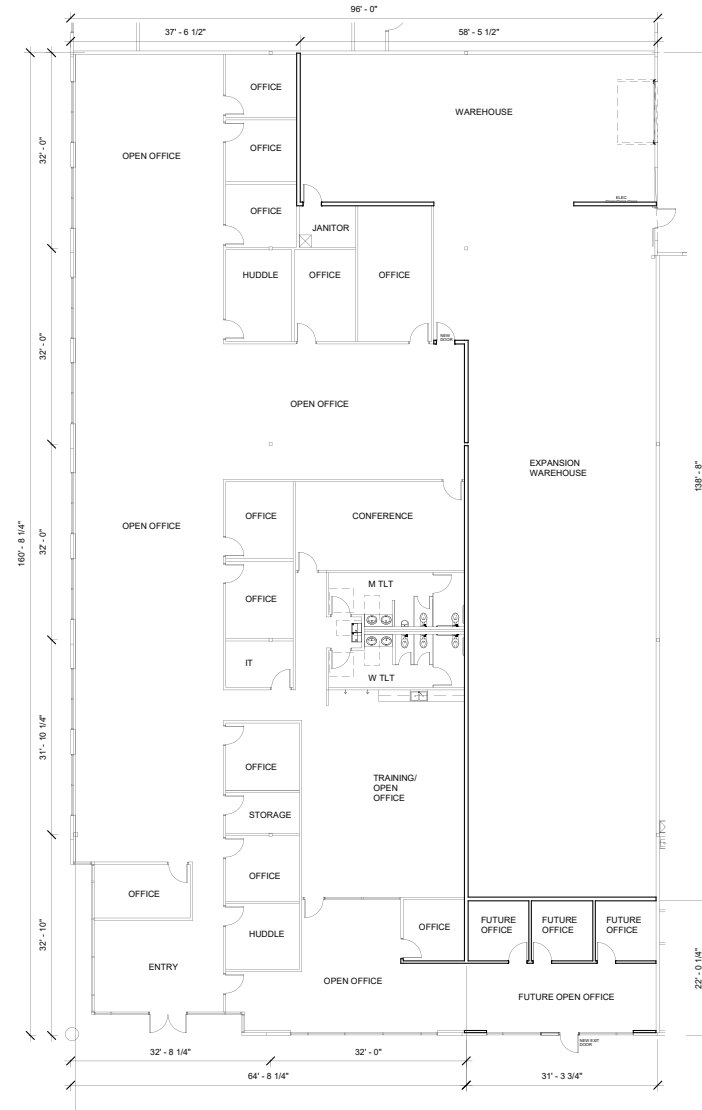 96' - 0"
37' - 6 1/2"
58' - 5 1/2"
OFFICE
WAREHOUSE
32' - 0"
OPEN OFFICE
OFFICE
ELEC
OFFICE
JANITOR
HUDDLE
OFFICE
OFFICE
NEW
DOOR
32' - 0"
OPEN OFFICE
EXPANSION
WAREHOUSE
138' - 8"
OFFICE
CONFERENCE
OPEN OFFICE
160' - 8 1/4"
32' - 0"
M TLT
OFFICE
IT
W TLT
31' - 10 1/4"
OFFICE
TRAINING/
OPEN
OFFICE
STORAGE
OFFICE
OFFICE
32' - 10"
HUDDLE
OFFICE
FUTURE
OFFICE
FUTURE
OFFICE
FUTURE
OFFICE
ENTRY
OPEN OFFICE
FUTURE OPEN OFFICE
22' - 0 1/4"
NEW EXIT
DOOR
32' - 8 1/4"
32' - 0"
64' - 8 1/4"
31' - 3 3/4"